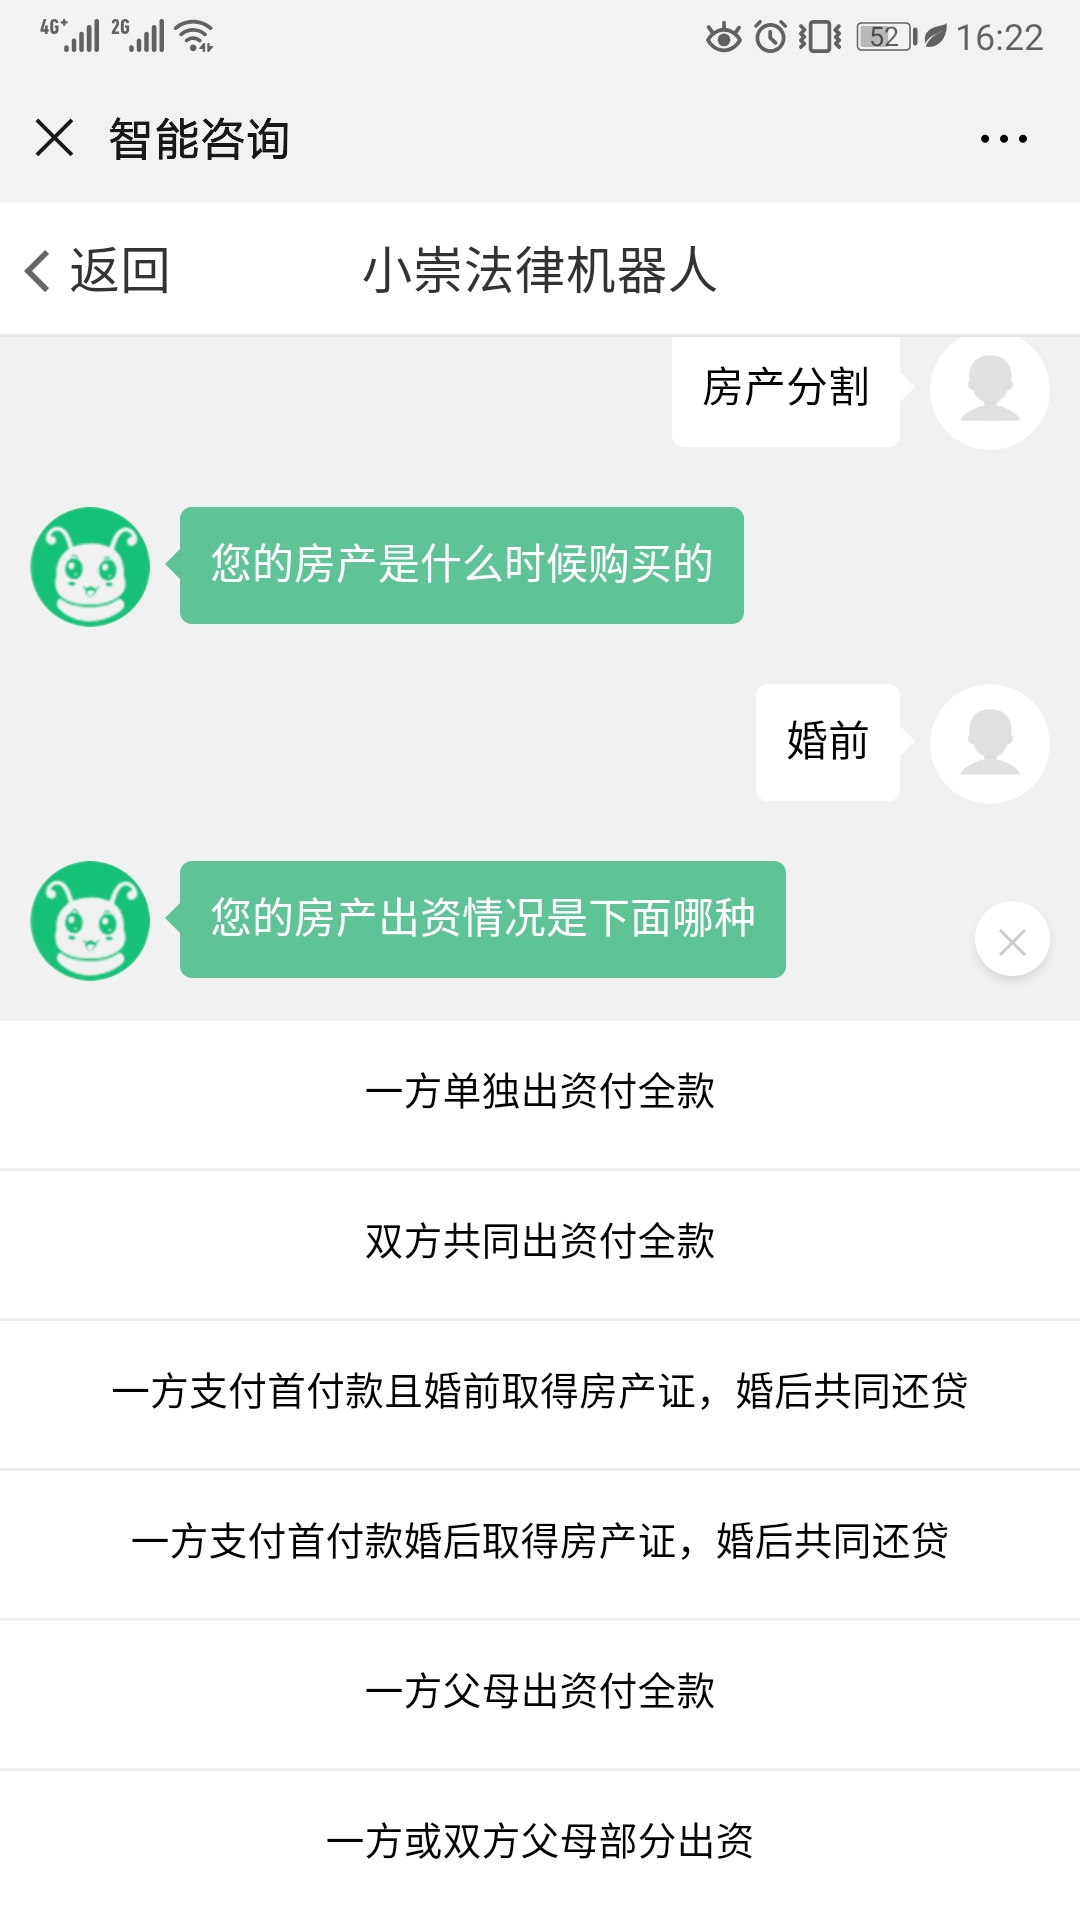 4G+ 2G 52 16:22
智能咨询
返回 小崇法律机器人
房产分割
您的房产是什么时候购买的
婚前
您的房产出资情况是下面哪种
一方单独出资付全款
双方共同出资付全款
一方支付首付款且婚前取得房产证，婚后共同还贷
一方支付首付款婚后取得房产证，婚后共同还贷
一方父母出资付全款
一方或双方父母部分出资